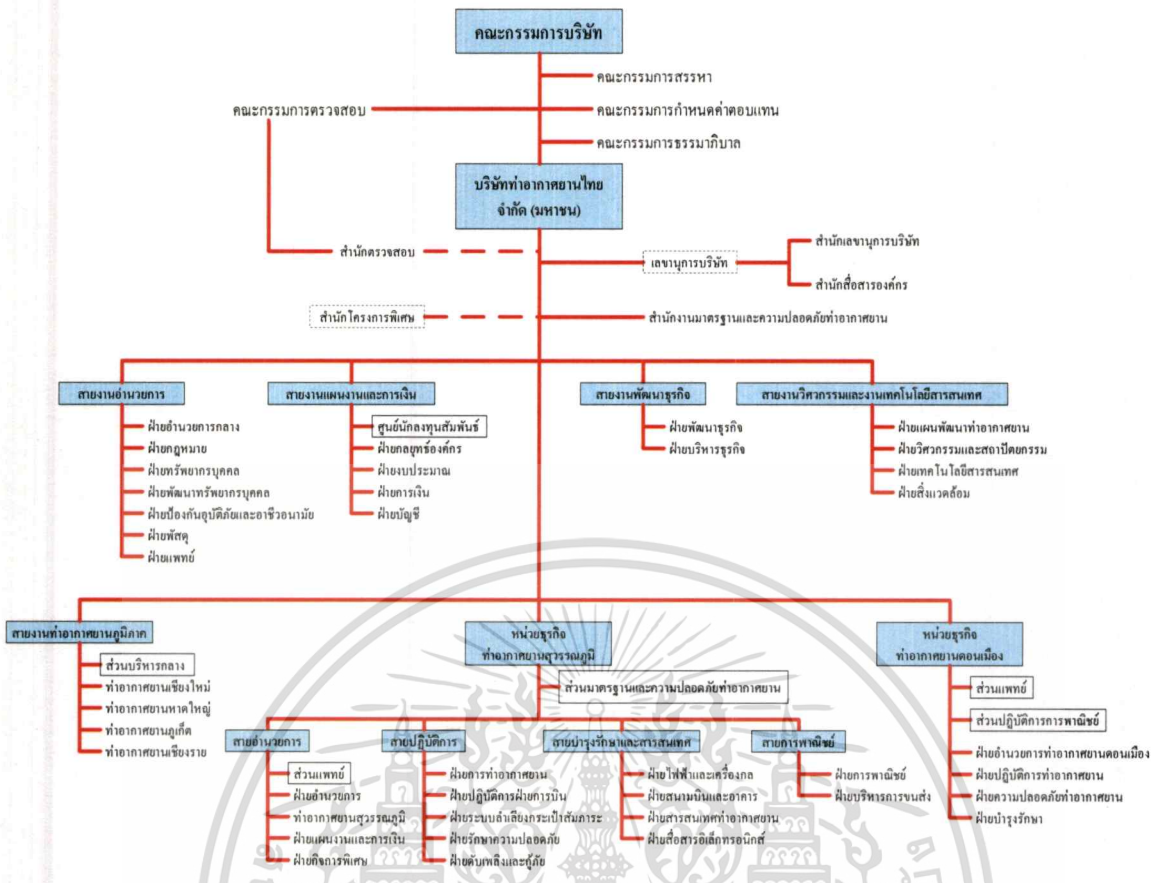 คณะกรรมการบริษัท
คณะกรรมการสรรหา
คณะกรรมการตรวจสอบ
คณะกรรมการกำหนดค่าตอบแทน
คณะกรรมการธรรมาภิบาล
บริษัทท่าอากาศยานไทย
จำกัด (มหาชน)
สำนักตรวจสอบ
เลขานุการบริษัท
สำนักเลขานุการบริษัท
สำนักสื่อสารองค์กร
สำนักโครงการพิเศษ
สำนักงานมาตรฐานและความปลอดภัยท่าอากาศยาน
สายงานอำนวยการ
ฝ่ายอำนวยการกลาง
ฝ่ายกฎหมาย
ฝ่ายทรัพยากรบุคคล
ฝ่ายพัฒนาทรัพยากรบุคคล
ฝ่ายป้องกันอุบัติภัยและอาชีวอนามัย
ฝ่ายพัสดุ
ฝ่ายแพทย์
สายงานแผนงานและการเงิน
ศูนย์นักลงทุนสัมพันธ์
ฝ่ายกลยุทธ์องค์กร
ฝ่ายงบประมาณ
ฝ่ายการเงิน
ฝ่ายบัญชี
สายงานพัฒนาธุรกิจ
ฝ่ายพัฒนาธุรกิจ
ฝ่ายบริหารธุรกิจ
สายงานวิศวกรรมและงานเทคโนโลยีสารสนเทศ
ฝ่ายแผนพัฒนาท่าอากาศยาน
ฝ่ายวิศวกรรมและสถาปัตยกรรม
ฝ่ายเทคโนโลยีสารสนเทศ
ฝ่ายสิ่งแวดล้อม
สายงานท่าอากาศยานภูมิภาค
ส่วนบริหารกลาง
ท่าอากาศยานเชียงใหม่
ท่าอากาศยานหาดใหญ่
ท่าอากาศยานภูเก็ต
ท่าอากาศยานเชียงราย
หน่วยธุรกิจ
ท่าอากาศยานสุวรรณภูมิ
ส่วนมาตรฐานและความปลอดภัยท่าอากาศยาน
สายอำนวยการ
ส่วนแพทย์
ฝ่ายอำนวยการ
ท่าอากาศยานสุวรรณภูมิ
ฝ่ายแผนงานและการเงิน
ฝ่ายกิจการพิเศษ
สายปฏิบัติการ
ฝ่ายการท่าอากาศยาน
ฝ่ายปฏิบัติการฝ่ายการบิน
ฝ่ายระบบลำเลียงกระเป๋าสัมภาระ
ฝ่ายรักษาความปลอดภัย
ฝ่ายดับเพลิงและกู้ภัย
สายบำรุงรักษาและสารสนเทศ
ฝ่ายไฟฟ้าและเครื่องกล
ฝ่ายสนามบินและอาคาร
ฝ่ายสารสนเทศท่าอากาศยาน
ฝ่ายสื่อสารอิเล็กทรอนิกส์
สายการพาณิชย์
ฝ่ายการพาณิชย์
ฝ่ายบริหารการขนส่ง
หน่วยธุรกิจ
ท่าอากาศยานดอนเมือง
ส่วนแพทย์
ส่วนปฏิบัติการการพาณิชย์
ฝ่ายอำนวยการท่าอากาศยานดอนเมือง
ฝ่ายปฏิบัติการท่าอากาศยาน
ฝ่ายความปลอดภัยท่าอากาศยาน
ฝ่ายบำรุงรักษา